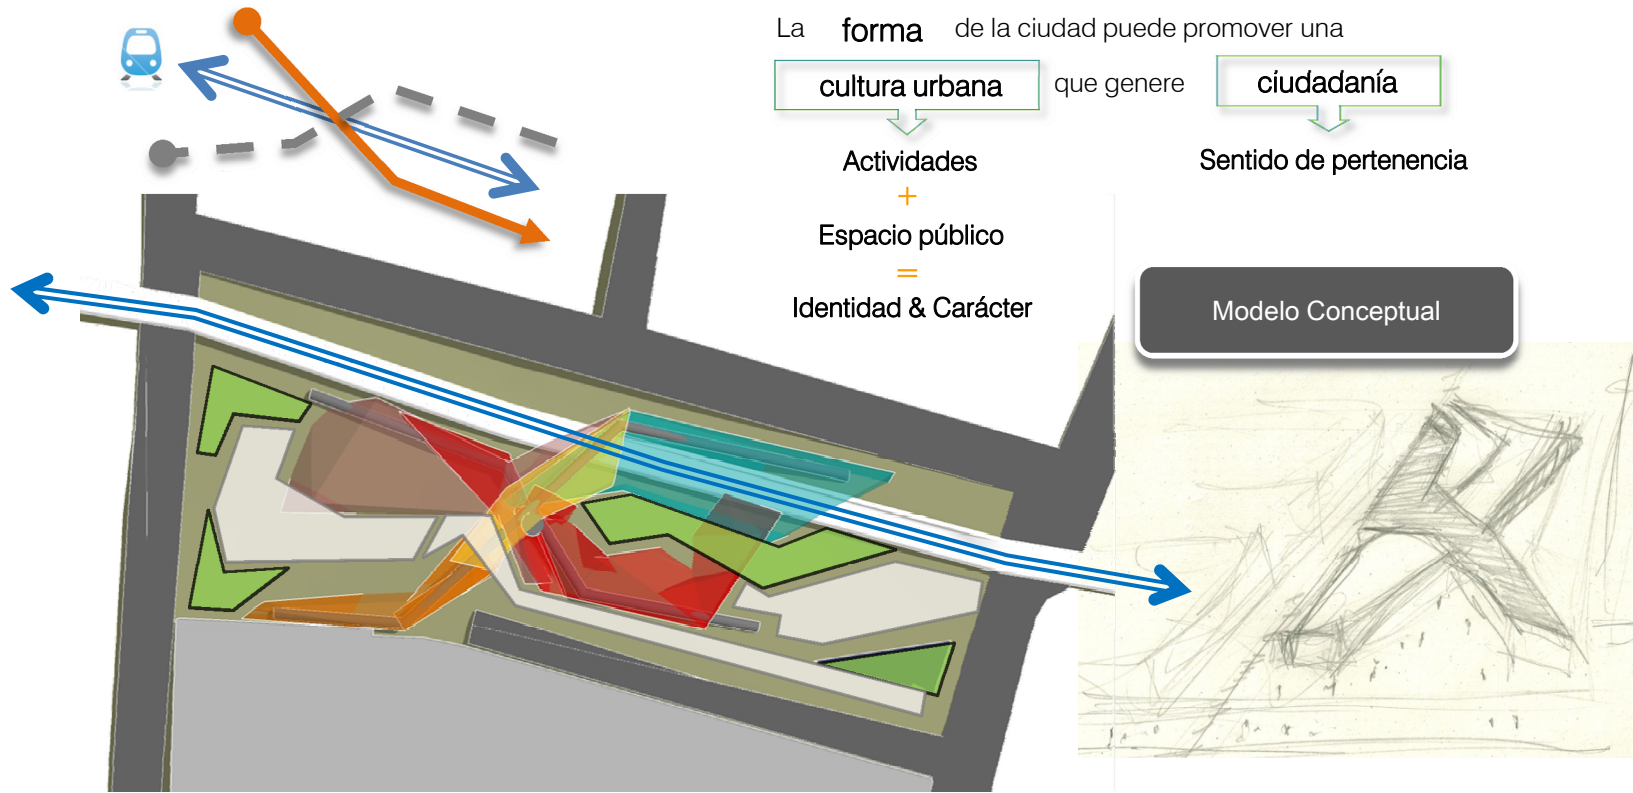 La forma de la ciudad puede promover una
cultura urbana que genere ciudadanía
Actividades
Sentido de pertenencia
+
Espacio público
=
Identidad & Carácter
Modelo Conceptual